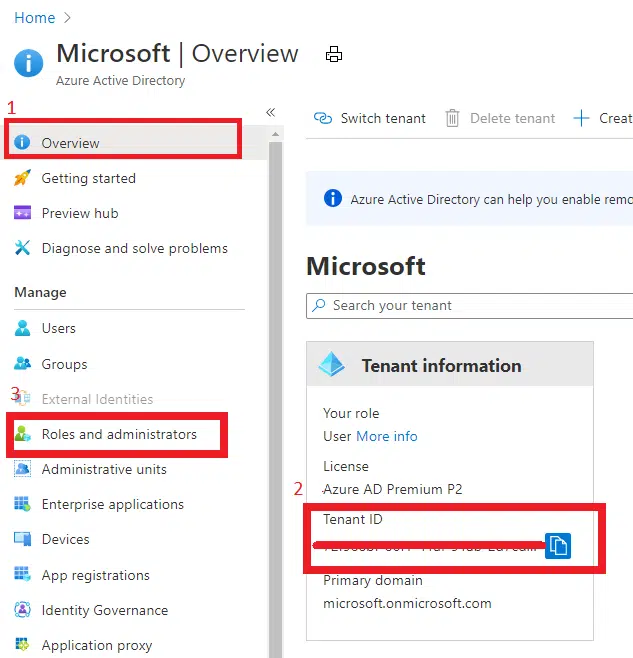 Home >
Microsoft | Overview
Azure Active Directory
1
«
Overview
Getting started
Preview hub
Diagnose and solve problems
Manage
Users
Groups
3
External Identities
Roles and administrators
Administrative units
Enterprise applications
Devices
App registrations
Identity Governance
Application proxy
Switch tenant
Delete tenant
Creat
Azure Active Directory can help you enable remo
Microsoft
Search your tenant
Tenant information
Your role
User More info
License
Azure AD Premium P2
2
Tenant ID
Primary domain
microsoft.onmicrosoft.com